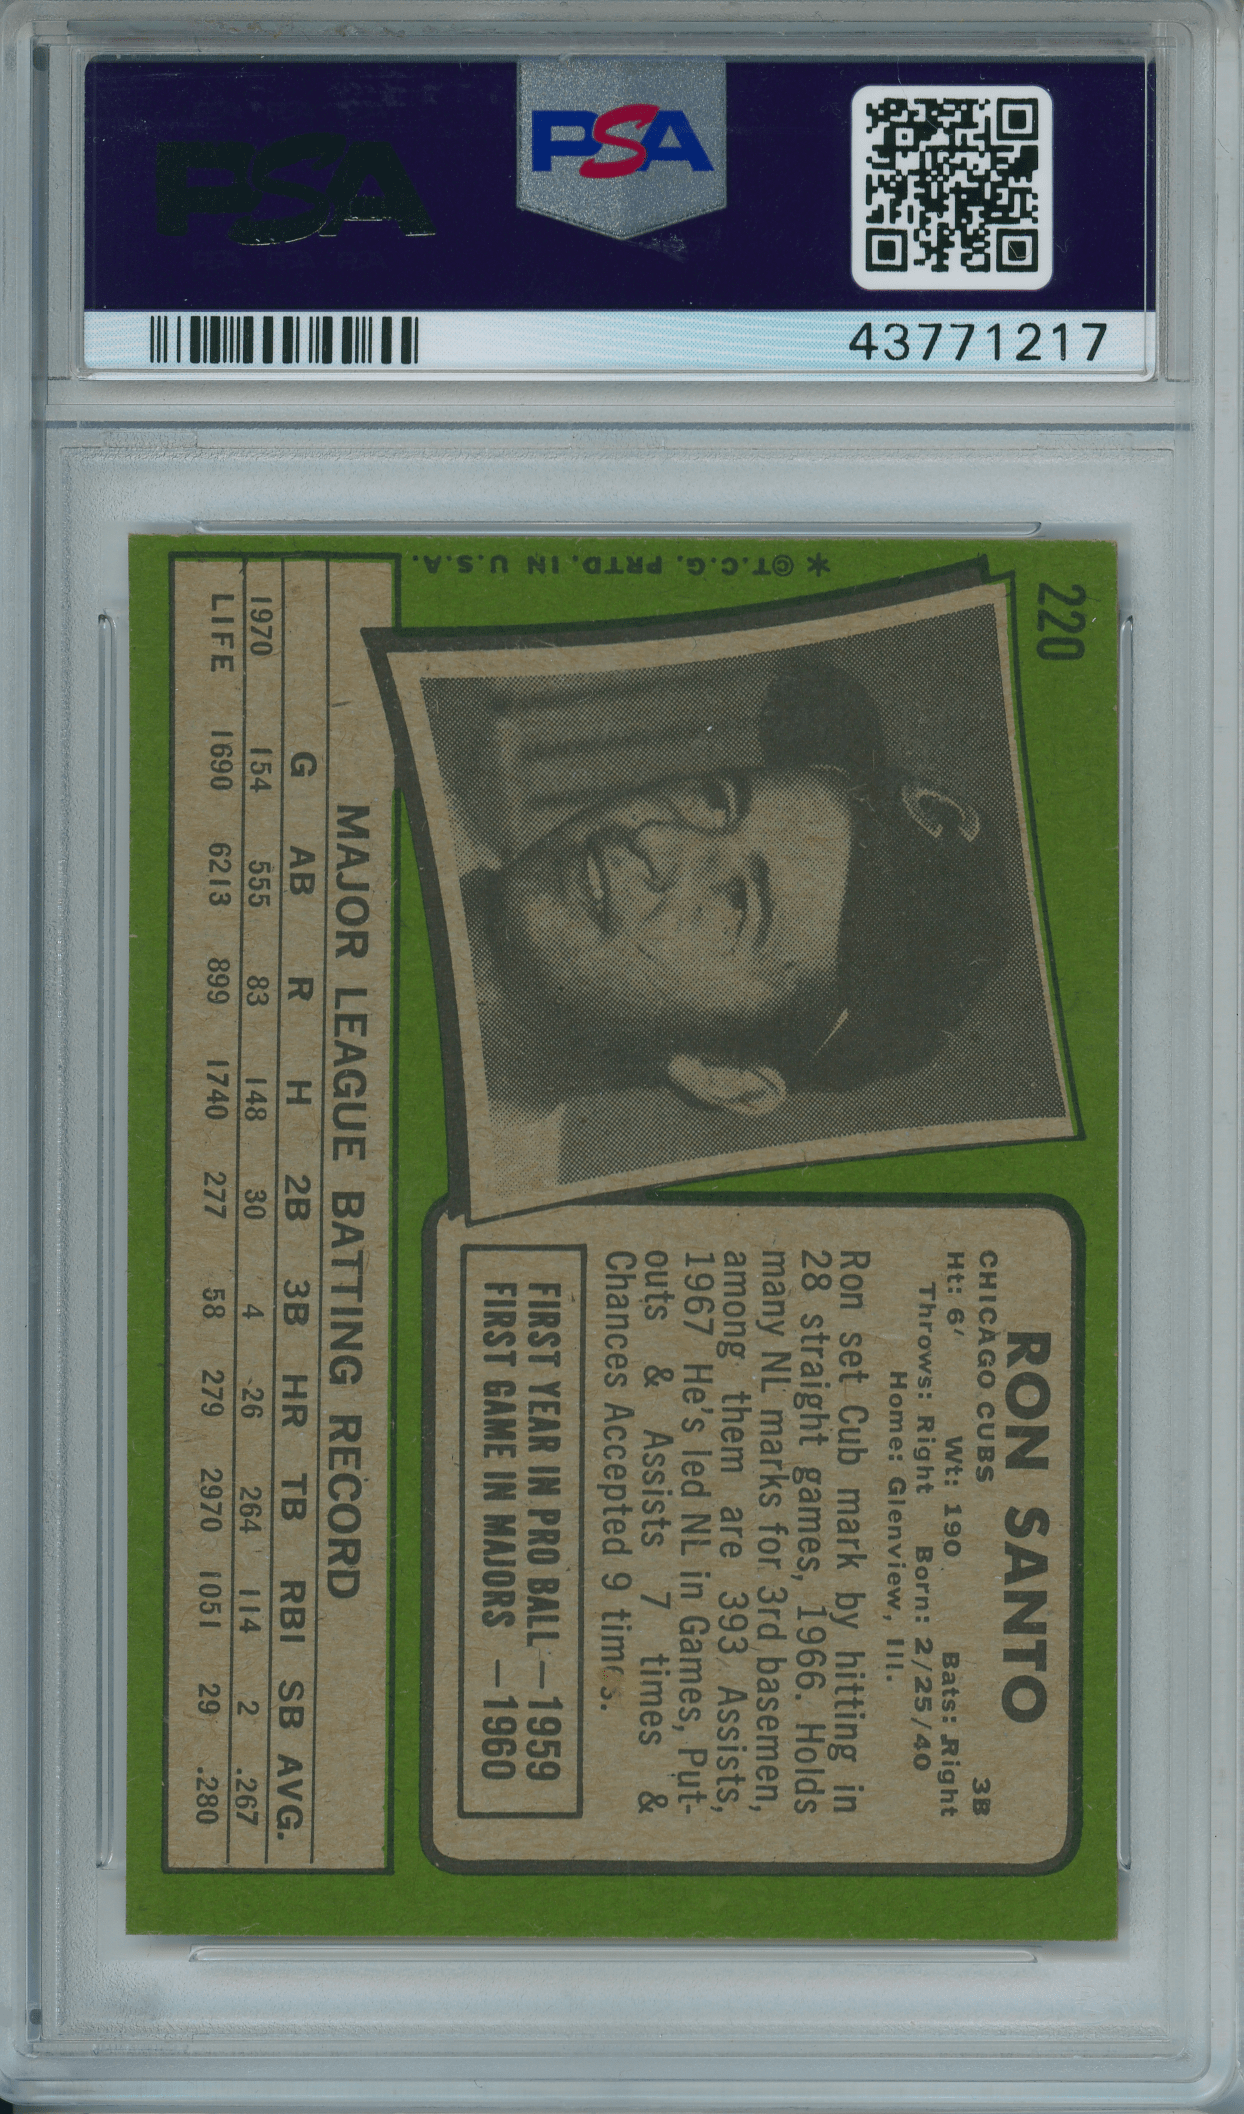 PSA
PSA
43771217
220
RON SANTO
CHICAGO CUBS 3B
Ht: 6' Wt: 190 Bats: Right
Throws: Right Born: 2/25/40
Home: Glenview, Ill.
Ron set Cub mark by hitting in
28 straight games, 1966. Holds
many NL marks for 3rd basemen,
among them are 393 Assists,
1967 He's led NL in Games, Put-
outs & Assists 7 times &
Chances Accepted 9 times.
FIRST YEAR IN PRO BALL—1959
FIRST GAME IN MAJORS —1960
C
MAJOR LEAGUE BATTING RECORD
G AB R H 2B 3B HR TB RBI SB AVG.
1970 154 555 83 148 30 4 26 264 114 2 .267
LIFE 1690 6213 899 1740 277 58 279 2970 1051 29 .280
*©T.C.G. PRTD. IN U.S.A.